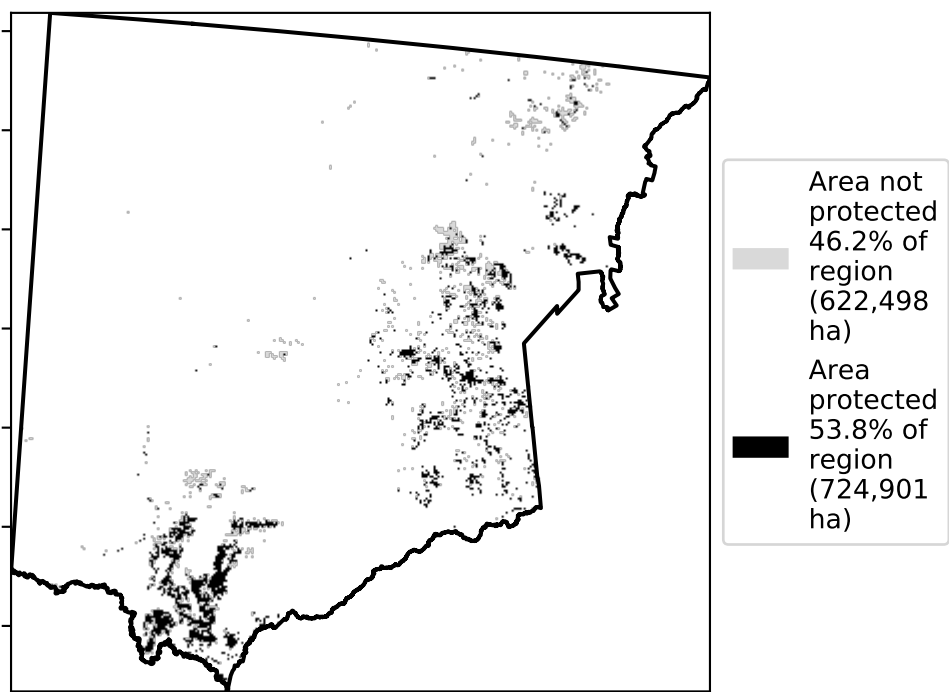 Area not
protected
46.2% of
region
(622,498
ha)
Area
protected
53.8% of
region
(724,901
ha)